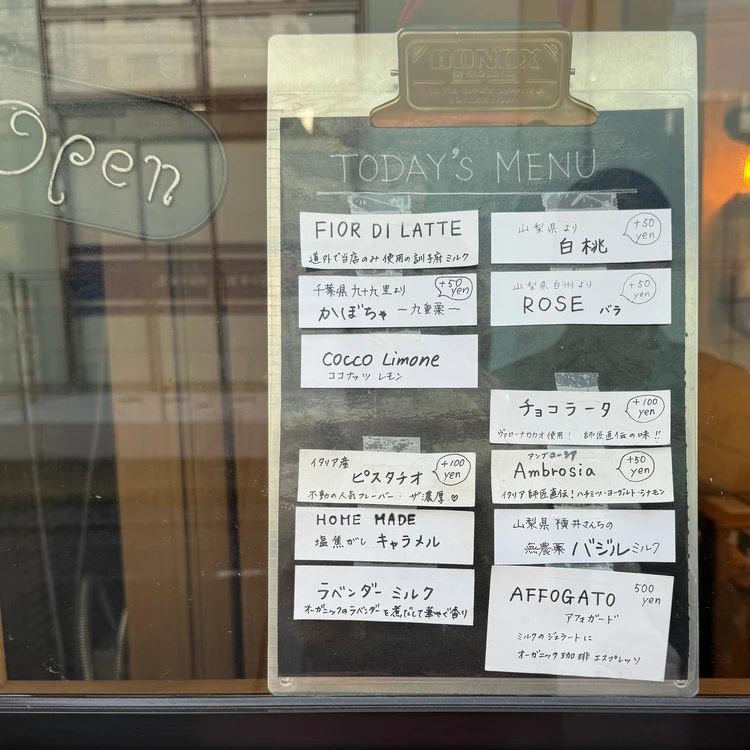 Open
BONOX
TODAY'S MENU
FIOR DI LATTE
道外で当店のみ使用の訓子府ミルク
千葉県九十九里より
+50 yen
かぼちゃ —九重栗—
COCCO Limone
ココナッツ レモン
イタリア産
+100 yen
ピスタチオ
不動の人気フレーバー・ザ濃厚♡
HOME MADE
塩焦がし キャラメル
ラベンダー ミルク
オーガニックのラベンダーを煮だして華やぐ香り
山梨県より
+50 yen
白桃
山梨県白州より
+50 yen
ROSE バラ
チョコラータ
+100 yen
ヴァローナカカオ使用! 師匠直伝の味!!
アンブロージア
Ambrosia
+50 yen
イタリア師匠直伝!ハチミツ・ヨーグルト・シナモン
山梨県 横井さんちの
無農薬 バジルミルク
AFFOGATO
500 yen
アフォガード
ミルクのジェラートに
オーガニック珈琲 エスプレッソ